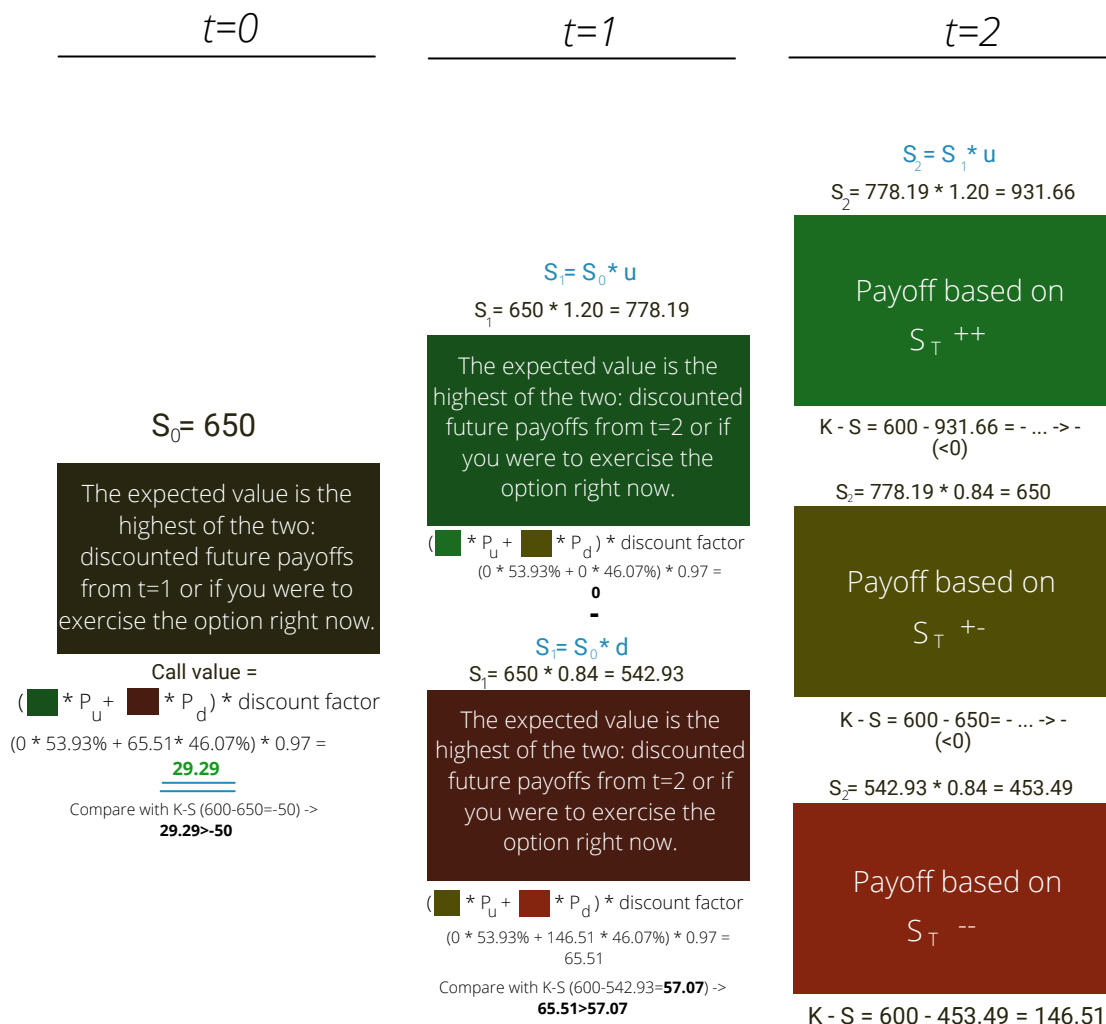 t=0
t=1
t=2
S0= 650
The expected value is the
highest of the two:
discounted future payoffs
from t=1 or if you were to
exercise the option right now.
Call value =
( * Pu+ * Pd) * discount factor
(0 * 53.93% + 65.51* 46.07%) * 0.97 =
29.29
Compare with K-S (600-650=-50) ->
29.29>-50
S1= S0* u
S1= 650 * 1.20 = 778.19
The expected value is the
highest of the two: discounted
future payoffs from t=2 or if
you were to exercise the
option right now.
( * Pu+ * Pd) * discount factor
(0 * 53.93% + 0 * 46.07%) * 0.97 =
0
-
S1= S0* d
S1= 650 * 0.84 = 542.93
The expected value is the
highest of the two: discounted
future payoffs from t=2 or if
you were to exercise the
option right now.
( * Pu+ * Pd) * discount factor
(0 * 53.93% + 146.51 * 46.07%) * 0.97 =
65.51
Compare with K-S (600-542.93=57.07) ->
65.51>57.07
S2= S1* u
S2= 778.19 * 1.20 = 931.66
Payoff based on
ST ++
K - S = 600 - 931.66 = - ... -> -
(<0)
S2= 778.19 * 0.84 = 650
Payoff based on
ST +-
K - S = 600 - 650= - ... -> -
(<0)
S2= 542.93 * 0.84 = 453.49
Payoff based on
ST --
K - S = 600 - 453.49 = 146.51